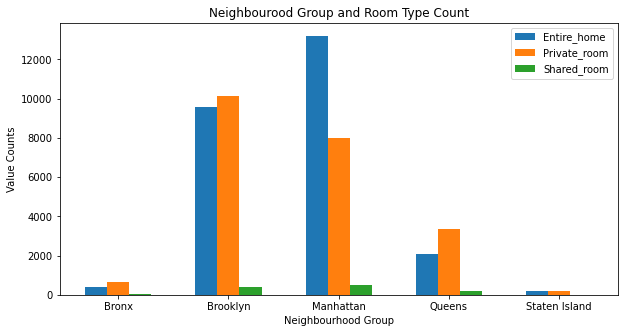 Neighbourood Group and Room Type Count
Entire_home
Private_room
Shared_room
Value Counts
12000
10000
8000
6000
4000
2000
0
Bronx Brooklyn Manhattan Queens Staten Island
Neighbourhood Group